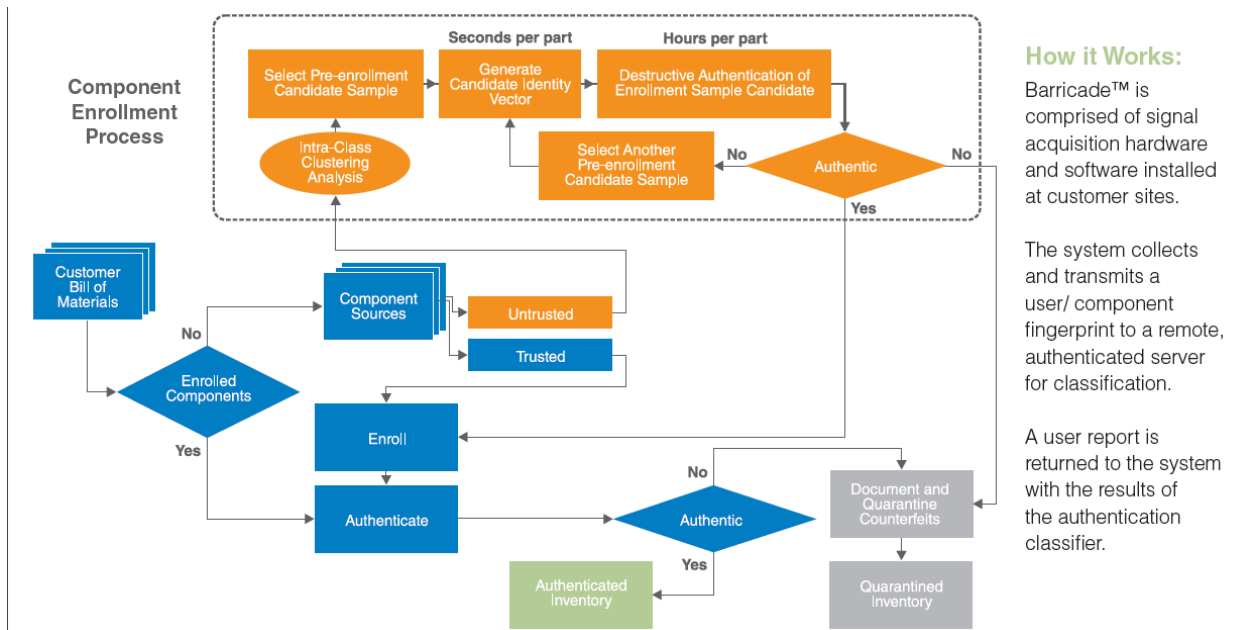 Component
Enrollment
Process
Seconds per part
Hours per part
Select Pre-enrollment
Candidate Sample
Generate
Candidate Identity
Vector
Destructive Authentication of
Enrollment Sample Candidate
Intra-Class
Clustering
Analysis
Select Another
Pre-enrollment
Candidate Sample
No
Authentic
No
Yes
Customer
Bill of
Materials
No
Component
Sources
Untrusted
Trusted
Enrolled
Components
Yes
Enroll
Authenticate
No
Authentic
Yes
Document and
Quarantine
Counterfeits
Authenticated
Inventory
Quarantined
Inventory
How it Works:
Barricade™ is
comprised of signal
acquisition hardware
and software installed
at customer sites.
The system collects
and transmits a
user/ component
fingerprint to a remote,
authenticated server
for classification.
A user report is
returned to the system
with the results of
the authentication
classifier.